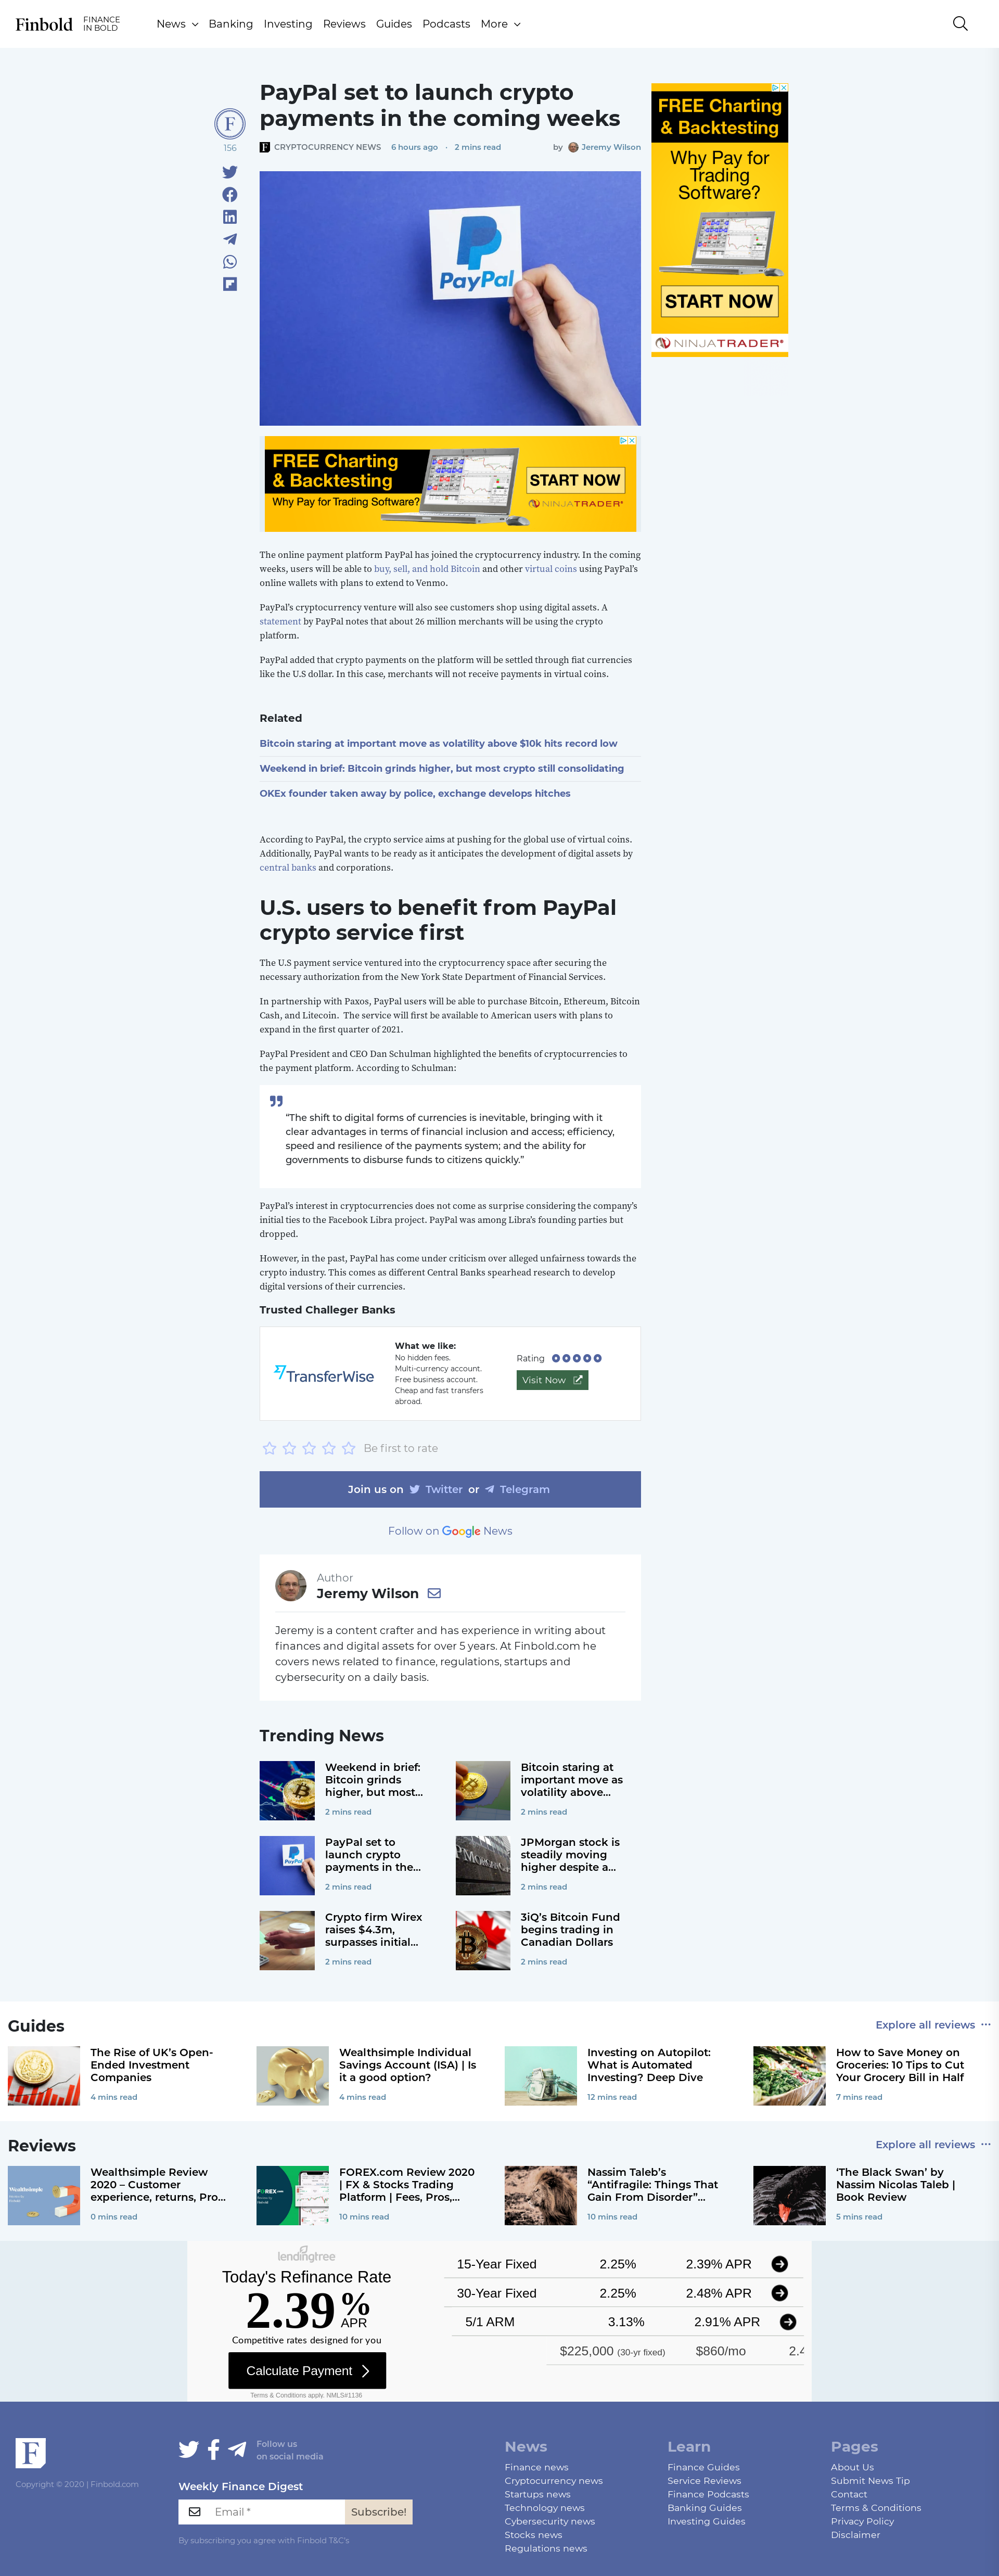 Finbold
FINANCE
IN BOLD
News
Banking
Investing
Reviews
Guides
Podcasts
More
PayPal set to launch crypto
payments in the coming weeks
156
CRYPTOCURRENCY NEWS
6 hours ago · 2 mins read
by Jeremy Wilson
PayPal
FREE Charting
& Backtesting
Why Pay for
Trading
Software?
START NOW
NINJATRADER
FREE Charting
& Backtesting
Why Pay for Trading Software?
START NOW
NINJATRADER
The online payment platform PayPal has joined the cryptocurrency industry. In the coming
weeks, users will be able to buy, sell, and hold Bitcoin and other virtual coins using PayPal's
online wallets with plans to extend to Venmo.
PayPal's cryptocurrency venture will also see customers shop using digital assets. A
statement by PayPal notes that about 26 million merchants will be using the crypto
platform.
PayPal added that crypto payments on the platform will be settled through fiat currencies
like the U.S dollar. In this case, merchants will not receive payments in virtual coins.
Related
Bitcoin staring at important move as volatility above $10k hits record low
Weekend in brief: Bitcoin grinds higher, but most crypto still consolidating
OKEx founder taken away by police, exchange develops hitches
According to PayPal, the crypto service aims at pushing for the global use of virtual coins.
Additionally, PayPal wants to be ready as it anticipates the development of digital assets by
central banks and corporations.
U.S. users to benefit from PayPal
crypto service first
The U.S payment service ventured into the cryptocurrency space after securing the
necessary authorization from the New York State Department of Financial Services.
In partnership with Paxos, PayPal users will be able to purchase Bitcoin, Ethereum, Bitcoin
Cash, and Litecoin. The service will first be available to American users with plans to
expand in the first quarter of 2021.
PayPal President and CEO Dan Schulman highlighted the benefits of cryptocurrencies to
the payment platform. According to Schulman:
"The shift to digital forms of currencies is inevitable, bringing with it
clear advantages in terms of financial inclusion and access; efficiency,
speed and resilience of the payments system; and the ability for
governments to disburse funds to citizens quickly."
PayPal's interest in cryptocurrencies does not come as surprise considering the company's
initial ties to the Facebook Libra project. PayPal was among Libra's founding parties but
dropped.
However, in the past, PayPal has come under criticism over alleged unfairness towards the
crypto industry. This comes as different Central Banks spearhead research to develop
digital versions of their currencies.
Trusted Challeger Banks
TransferWise
What we like:
No hidden fees.
Multi-currency account.
Free business account.
Cheap and fast transfers
abroad.
Rating
Visit Now
Be first to rate
Join us on Twitter or Telegram
Follow on Google News
Author
Jeremy Wilson
Jeremy is a content crafter and has experience in writing about
finances and digital assets for over 5 years. At Finbold.com he
covers news related to finance, regulations, startups and
cybersecurity on a daily basis.
Trending News
Weekend in brief:
Bitcoin grinds
higher, but most...
2 mins read
Bitcoin staring at
important move as
volatility above...
2 mins read
PayPal set to
launch crypto
payments in the...
2 mins read
JPMorgan stock is
steadily moving
higher despite a...
2 mins read
Crypto firm Wirex
raises $4.3m,
surpasses initial...
2 mins read
3iQ's Bitcoin Fund
begins trading in
Canadian Dollars
2 mins read
Guides
Explore all reviews ...
The Rise of UK's Open-
Ended Investment
Companies
4 mins read
Wealthsimple Individual
Savings Account (ISA) | Is
it a good option?
4 mins read
Investing on Autopilot:
What is Automated
Investing? Deep Dive
12 mins read
How to Save Money on
Groceries: 10 Tips to Cut
Your Grocery Bill in Half
7 mins read
Reviews
Explore all reviews ...
Wealthsimple Review
2020 – Customer
experience, returns, Pro...
0 mins read
FOREX.com Review 2020
| FX & Stocks Trading
Platform | Fees, Pros,...
10 mins read
Nassim Taleb's
"Antifragile: Things That
Gain From Disorder"...
10 mins read
'The Black Swan' by
Nassim Nicolas Taleb |
Book Review
5 mins read
lendingtree
Today's Refinance Rate
2.39% APR
Competitive rates designed for you
Calculate Payment
Terms & Conditions apply. NMLS#1136
15-Year Fixed 2.25% 2.39% APR
30-Year Fixed 2.25% 2.48% APR
5/1 ARM 3.13% 2.91% APR
$225,000 (30-yr fixed) $860/mo 2.4
F
Copyright © 2020 | Finbold.com
Follow us
on social media
Weekly Finance Digest
Email *
Subscribe!
By subscribing you agree with Finbold T&C's
News
Finance news
Cryptocurrency news
Startups news
Technology news
Cybersecurity news
Stocks news
Regulations news
Learn
Finance Guides
Service Reviews
Finance Podcasts
Banking Guides
Investing Guides
Pages
About Us
Submit News Tip
Contact
Terms & Conditions
Privacy Policy
Disclaimer